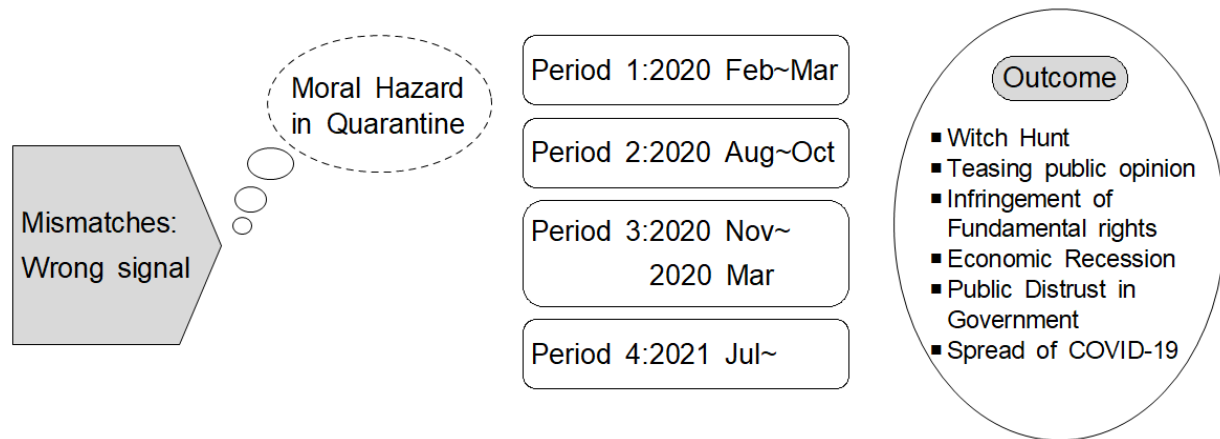 Moral Hazard
in Quarantine
Mismatches:
Wrong signal
Period 1:2020 Feb~Mar
Period 2:2020 Aug~Oct
Period 3:2020 Nov~
2020 Mar
Period 4:2021 Jul~
Outcome
▪ Witch Hunt
▪ Teasing public opinion
▪ Infringement of
Fundamental rights
▪ Economic Recession
▪ Public Distrust in
Government
▪ Spread of COVID-19